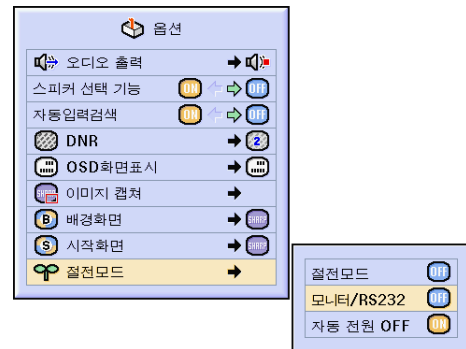 옵션
오디오 출력
스피커 선택 기능 ON OFF
자동입력검색 ON OFF
DNR 2
OSD화면표시
이미지 캡쳐
B 배경화면 SHARP
S 시작화면 SHARP
절전모드
절전모드 OFF
모니터/RS232 OFF
자동 전원 OFF ON